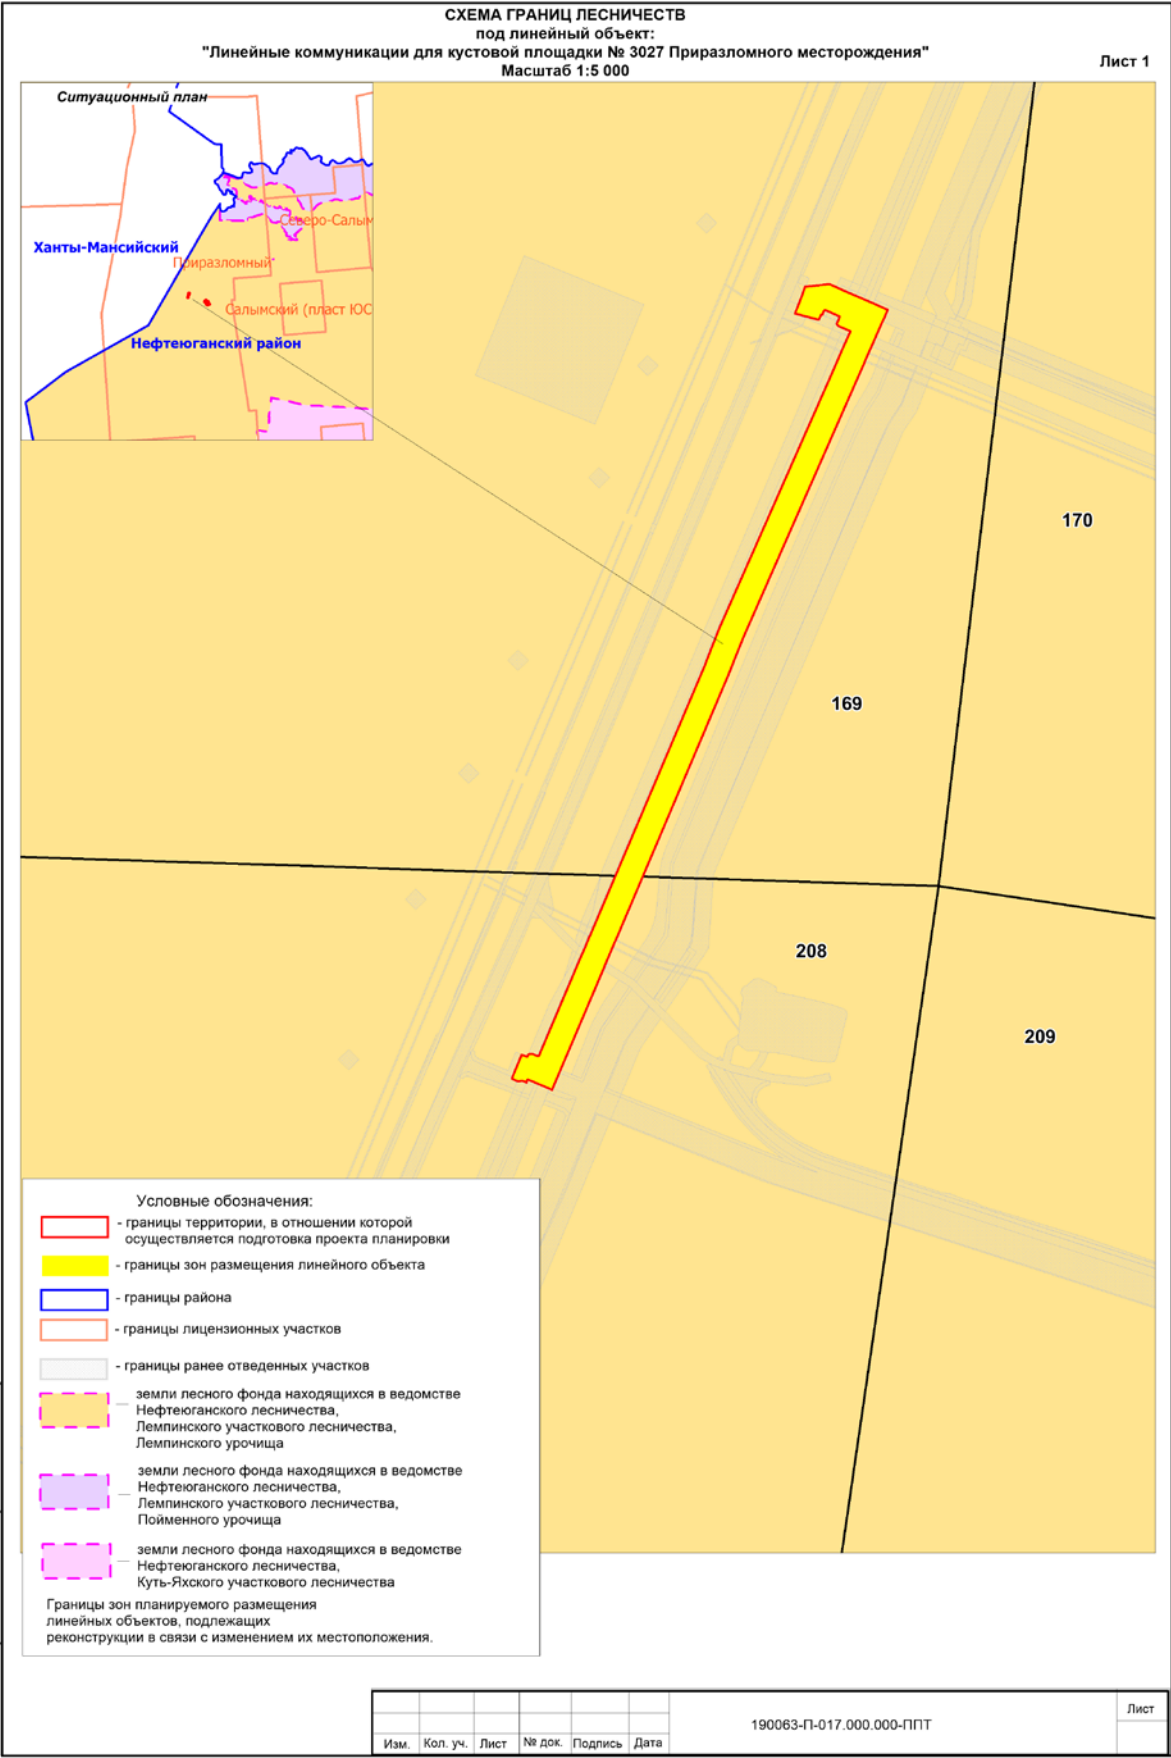 СХЕМА ГРАНИЦ ЛЕСНИЧЕСТВ
под линейный объект:
"Линейные коммуникации для кустовой площадки № 3027 Приразломного месторождения"
Масштаб 1:5 000
Лист 1
Ситуационный план
Северо-Салым
Ханты-Мансийский
Приразломный
Салымский (пласт ЮС
Нефтеюганский район
170
169
208
209
Условные обозначения:
- границы территории, в отношении которой
осуществляется подготовка проекта планировки
- границы зон размещения линейного объекта
- границы района
- границы лицензионных участков
- границы ранее отведенных участков
земли лесного фонда находящихся в ведомстве
Нефтеюганского лесничества,
Лемпинского участкового лесничества,
Лемпинского урочища
земли лесного фонда находящихся в ведомстве
Нефтеюганского лесничества,
Лемпинского участкового лесничества,
Пойменного урочища
земли лесного фонда находящихся в ведомстве
Нефтеюганского лесничества,
Куть-Яхского участкового лесничества
Границы зон планируемого размещения
линейных объектов, подлежащих
реконструкции в связи с изменением их местоположения.
Изм. Кол. уч. Лист № док. Подпись Дата
190063-П-017.000.000-ППТ
Лист